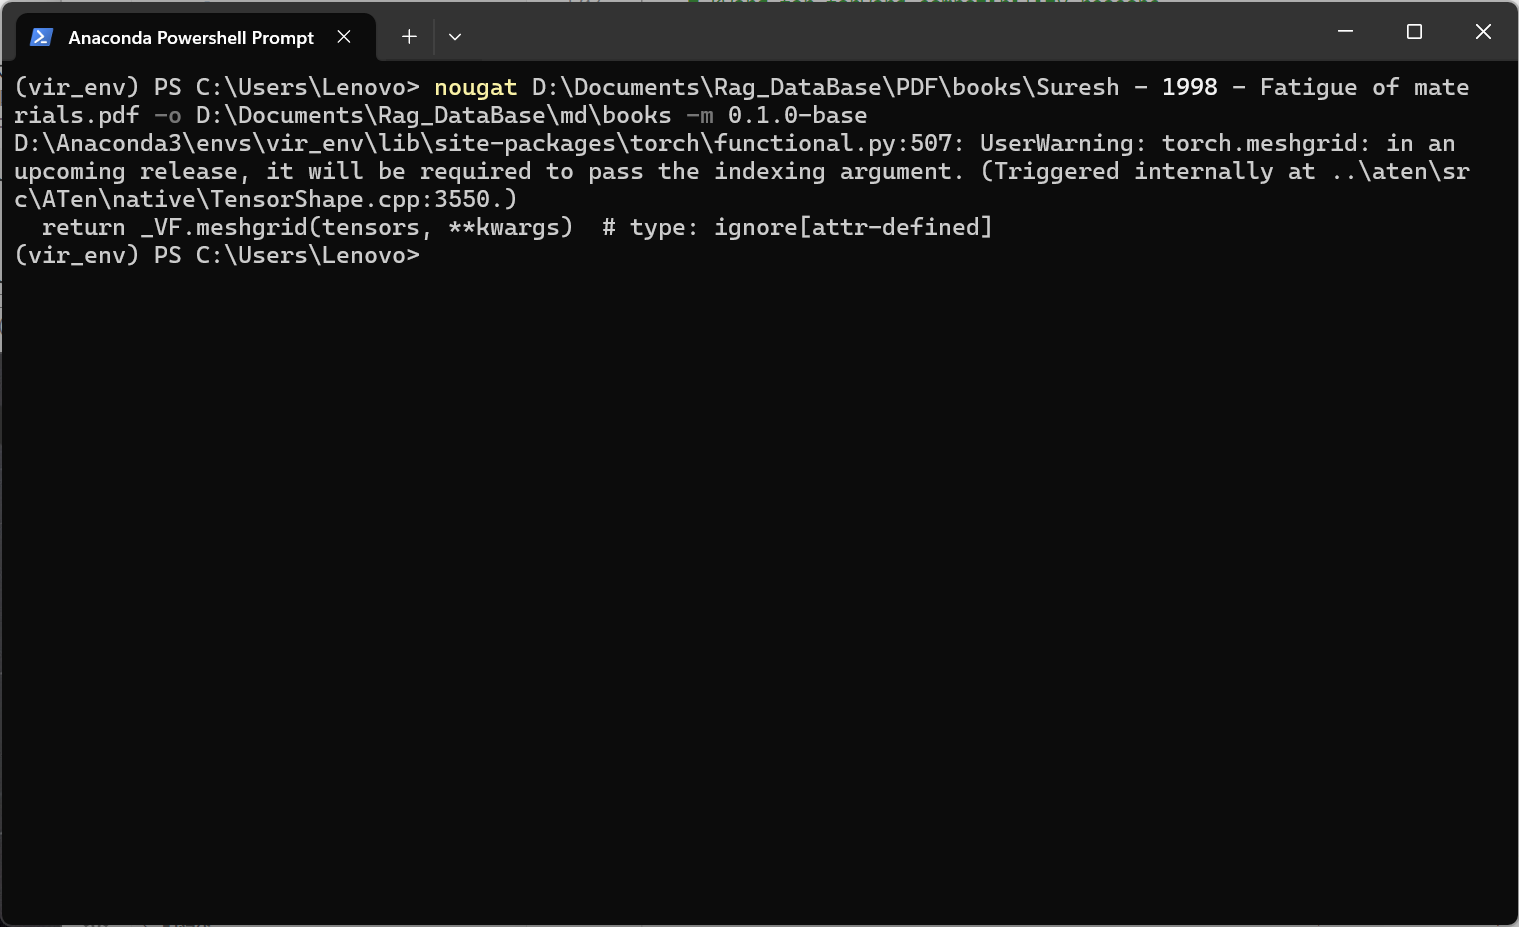 Anaconda Powershell Prompt
(vir_env) PS C:\Users\Lenovo> nougat D:\Documents\Rag_DataBase\PDF\books\Suresh - 1998 - Fatigue of mate
rials.pdf -o D:\Documents\Rag_DataBase\md\books -m 0.1.0-base
D:\Anaconda3\envs\vir_env\lib\site-packages\torch\functional.py:507: UserWarning: torch.meshgrid: in an
upcoming release, it will be required to pass the indexing argument. (Triggered internally at ..\aten\sr
c\ATen\native\TensorShape.cpp:3550.)
  return _VF.meshgrid(tensors, **kwargs)  # type: ignore[attr-defined]
(vir_env) PS C:\Users\Lenovo>